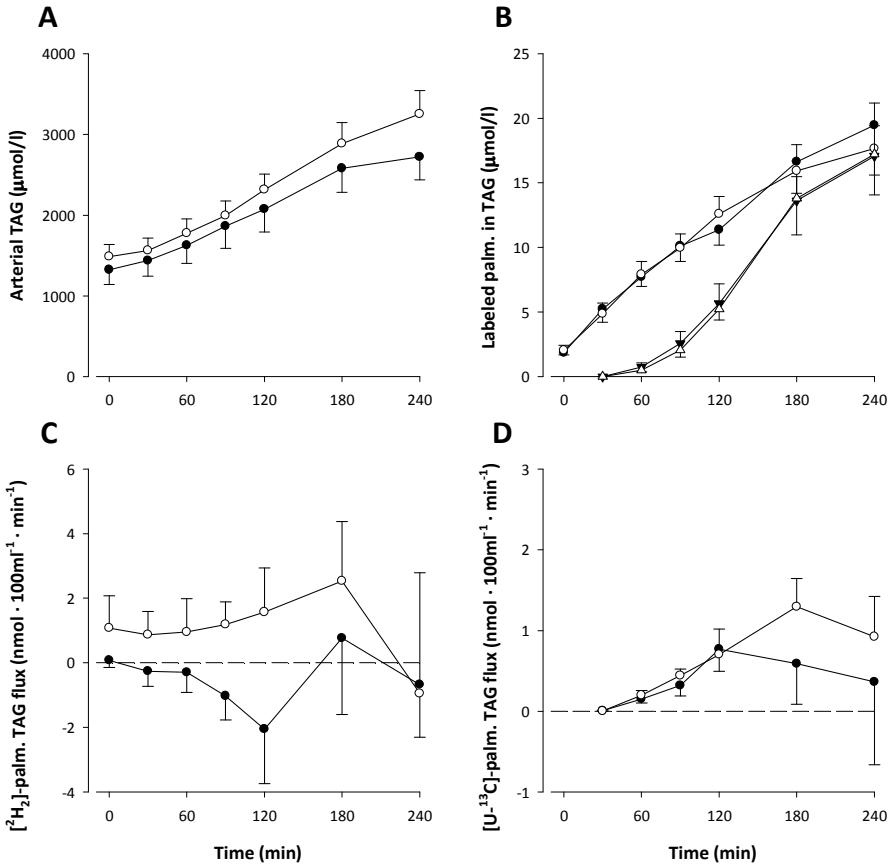 A
Arterial TAG (µmol/l)
4000
3000
2000
1000
0
0 60 120 180 240
B
Labeled palm. in TAG (µmol/l)
25
20
15
10
5
0
0 60 120 180 240
C
[²H₂]-palm. TAG flux (nmol · 100ml⁻¹ · min⁻¹)
6
4
2
0
-2
-4
0 60 120 180 240
Time (min)
D
[U-¹³C]-palm. TAG flux (nmol · 100ml⁻¹ · min⁻¹)
3
2
1
0
-1
0 60 120 180 240
Time (min)